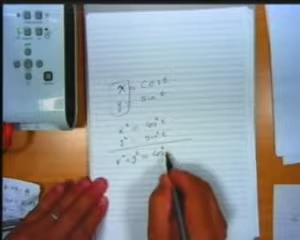 x = cos t
y = sin t
x² = cos² t
y² = sin² t
x² + y² = cos²